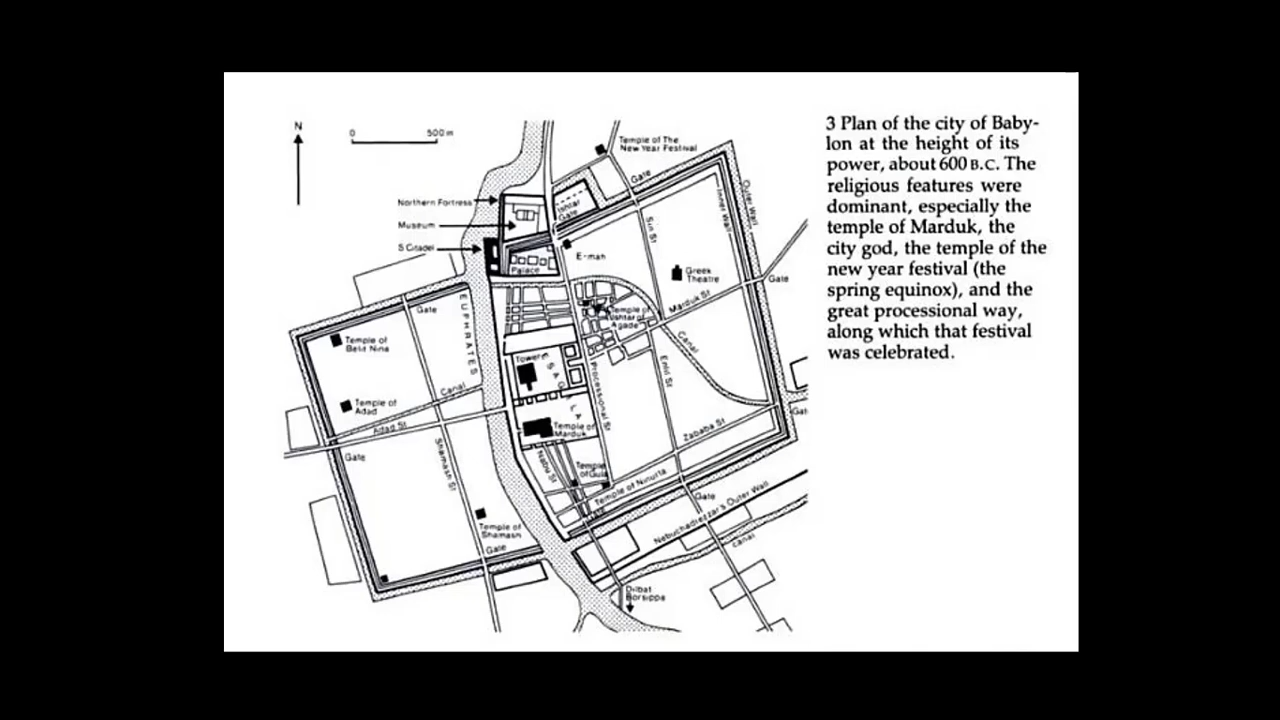 N
0 500m
Temple of The
New Year Festival
Gate
Northern Fortress
Ishtar
Gate
Museum
S Citadel
Palace
E-mah
Sin St
Inner Wall
Outer Wall
Greek
Theatre
Gate
Marduk St
Gate
EUPHRATES
Temple of
Ishtar of
Agade
Temple of
Belit Nina
Canal
Tower
ESAGILA
Enlil St
Processional St
Canal
Temple of
Adad
Adad St
Gate
Temple of
Marduk
Zababa St
Gate
Shamash St
Nabu St
Temple
of Gula
Temple of Ninurta
Gate
Nebuchadrezzar's Outer Wall
Gate
Temple of
Shamash
Gate
canal
Dilbat
Borsippa
3 Plan of the city of Baby-
lon at the height of its
power, about 600 B.C. The
religious features were
dominant, especially the
temple of Marduk, the
city god, the temple of the
new year festival (the
spring equinox), and the
great processional way,
along which that festival
was celebrated.